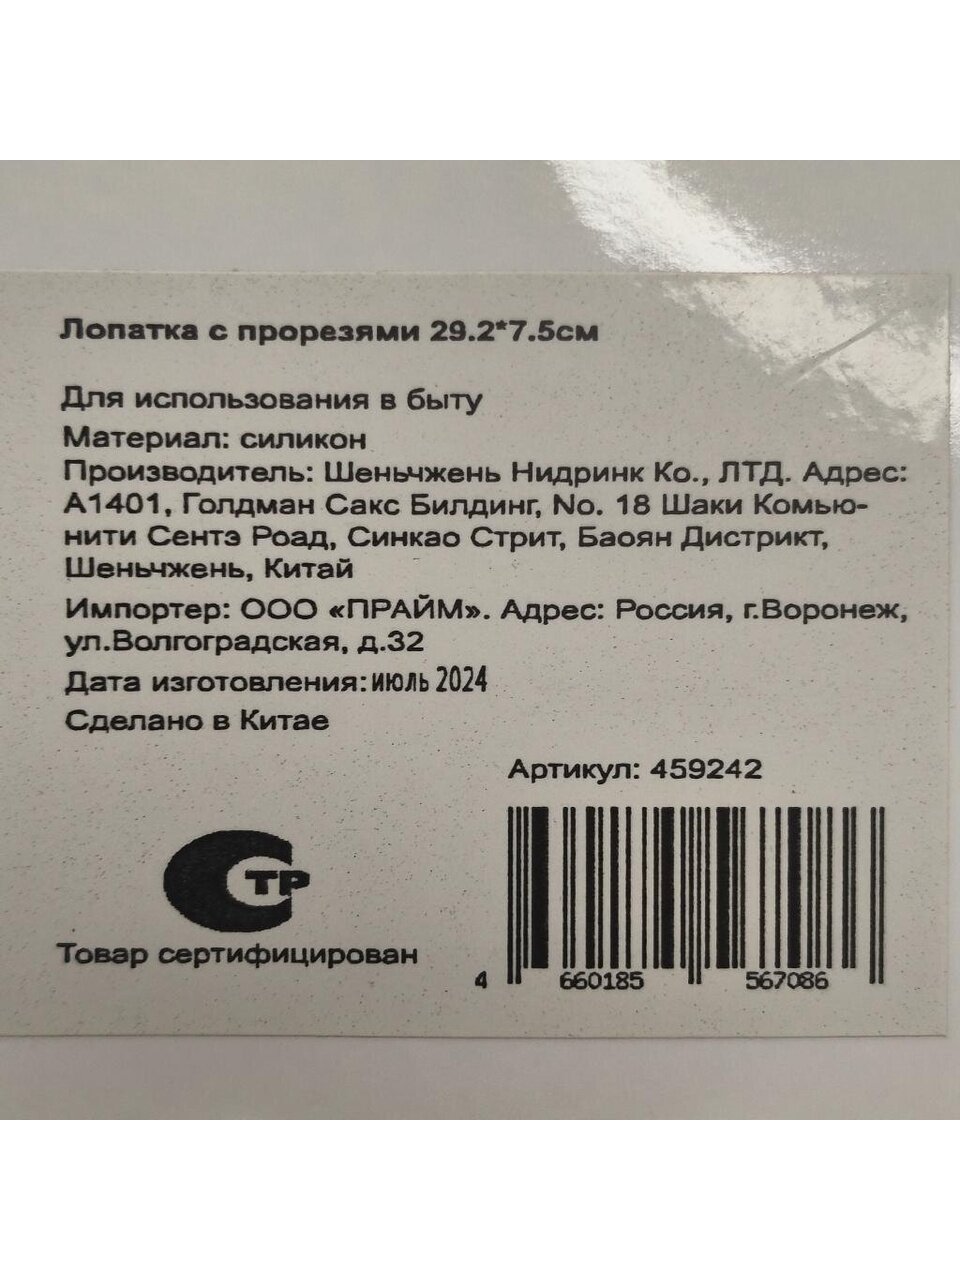 Лопатка с прорезями 29.2*7.5см
Для использования в быту
Материал: силикон
Производитель: Шеньчжень Нидринк Ко., ЛТД. Адрес:
А1401, Голдман Сакс Билдинг, No. 18 Шаки Комью-
нити Сентэ Роад, Синкао Стрит, Баоян Дистрикт,
Шеньчжень, Китай
Импортер: ООО «ПРАЙМ». Адрес: Россия, г.Воронеж,
ул.Волгоградская, д.32
Дата изготовления: июль 2024
Сделано в Китае
Артикул: 459242
СТР
Товар сертифицирован
4 660185 567086